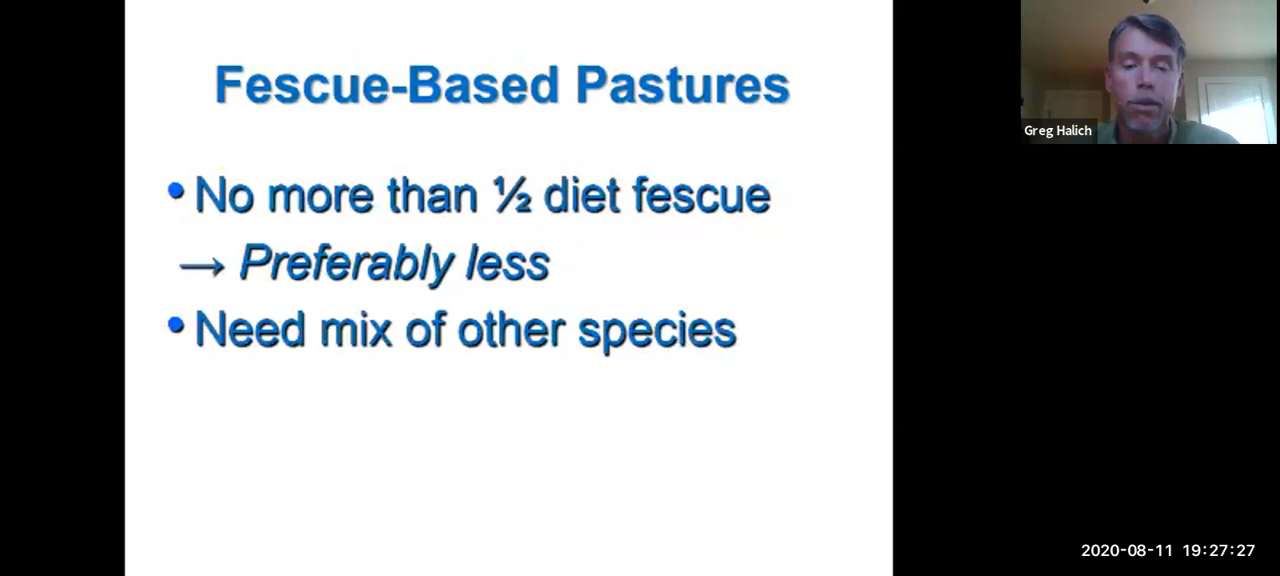 Fescue-Based Pastures
• No more than ½ diet fescue
→ Preferably less
• Need mix of other species
Greg Halich
2020-08-11 19:27:27